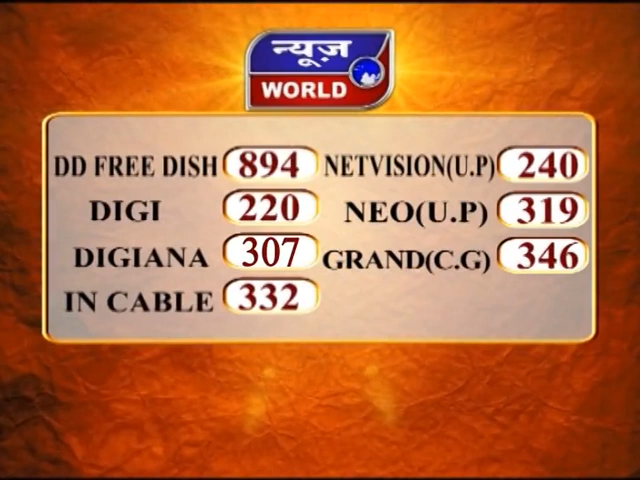 न्यूज़
WORLD
DD FREE DISH 894 NETVISION(U.P) 240
DIGI 220 NEO(U.P) 319
DIGIANA 307 GRAND(C.G) 346
IN CABLE 332